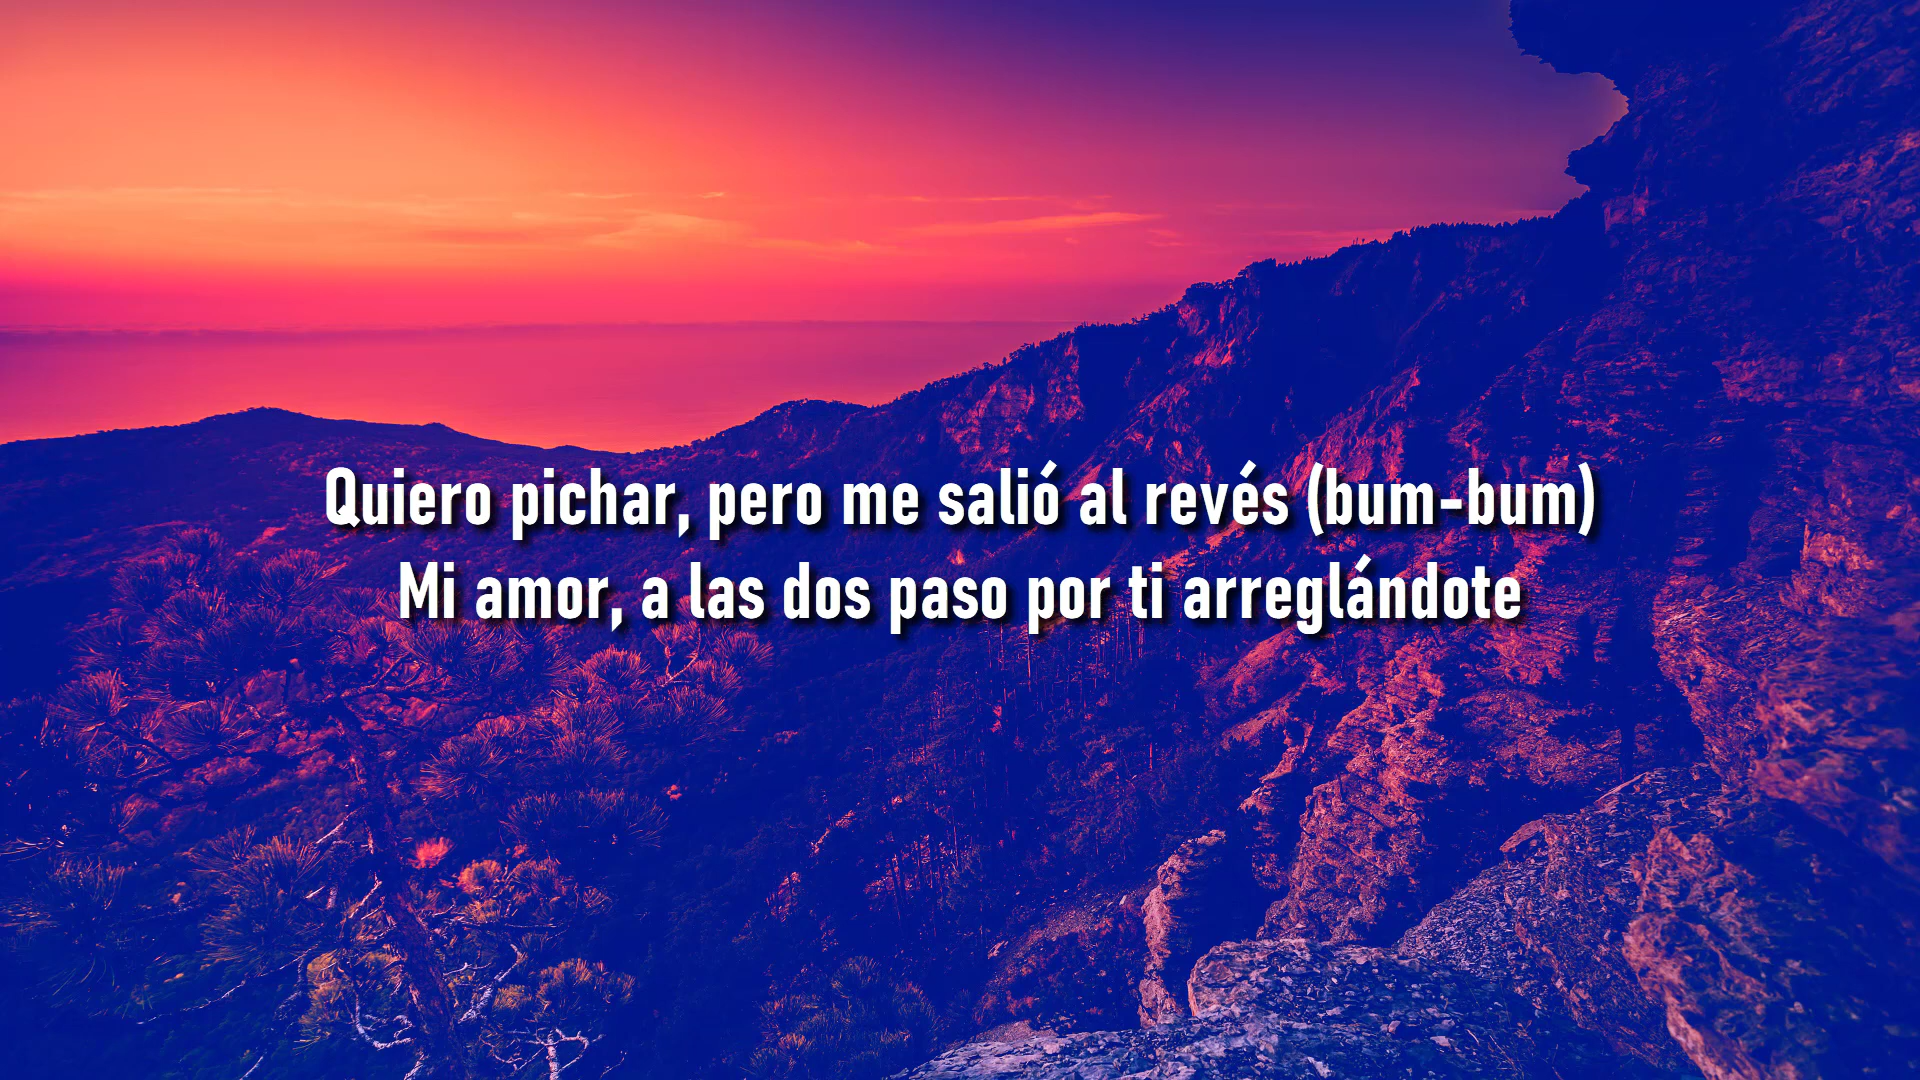 Quiero pichar, pero me salió al revés (bum-bum)
Mi amor, a las dos paso por ti arreglándote